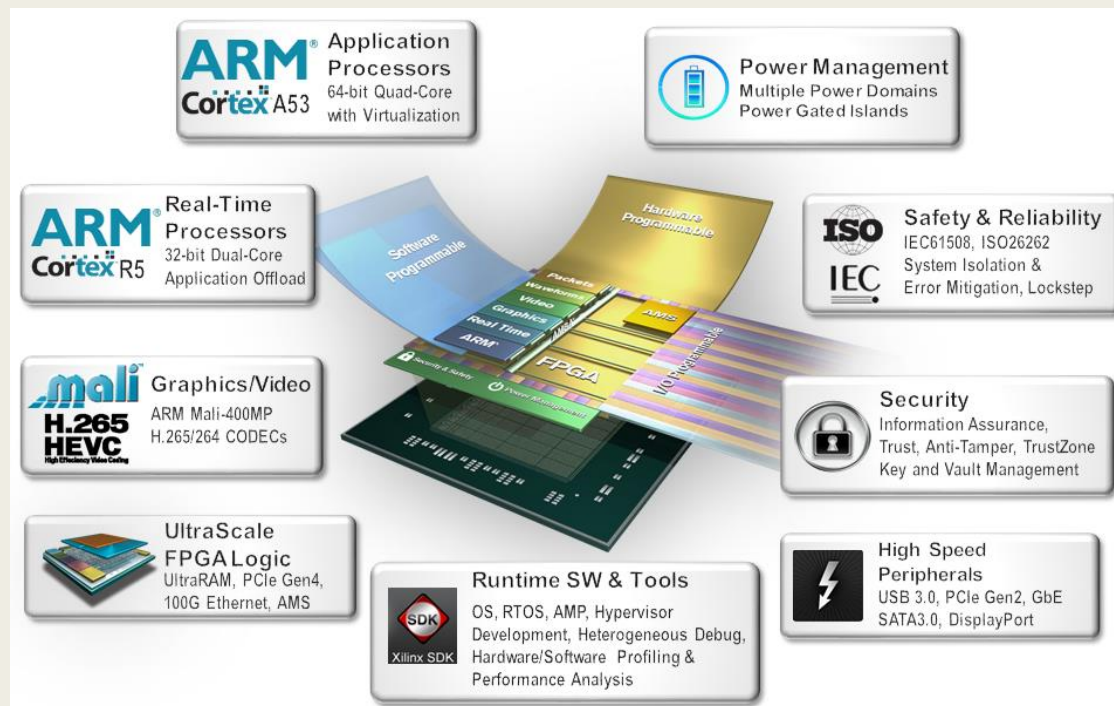 ARM® Application
Processors
Cortex A53
64-bit Quad-Core
with Virtualization
Power Management
Multiple Power Domains
Power Gated Islands
ARM® Real-Time
Processors
Cortex R5
32-bit Dual-Core
Application Offload
Software
Programmable
Hardware
Programmable
ISO
IEC
Safety & Reliability
IEC61508, ISO26262
System Isolation &
Error Mitigation, Lockstep
Packets
Waveforms
Video
Graphics
Real Time
ARM®
AMS
FPGA
I/O Programmable
Security & Safety
Power Management
mali™
H.265
HEVC
High Effeciency Video Coding
Graphics/Video
ARM Mali-400MP
H.265/264 CODECs
Security
Information Assurance,
Trust, Anti-Tamper, TrustZone
Key and Vault Management
UltraScale
FPGA Logic
UltraRAM, PCIe Gen4,
100G Ethernet, AMS
SDK
Xilinx SDK
Runtime SW & Tools
OS, RTOS, AMP, Hypervisor
Development, Heterogeneous Debug,
Hardware/Software Profiling &
Performance Analysis
High Speed
Peripherals
USB 3.0, PCIe Gen2, GbE
SATA3.0, DisplayPort